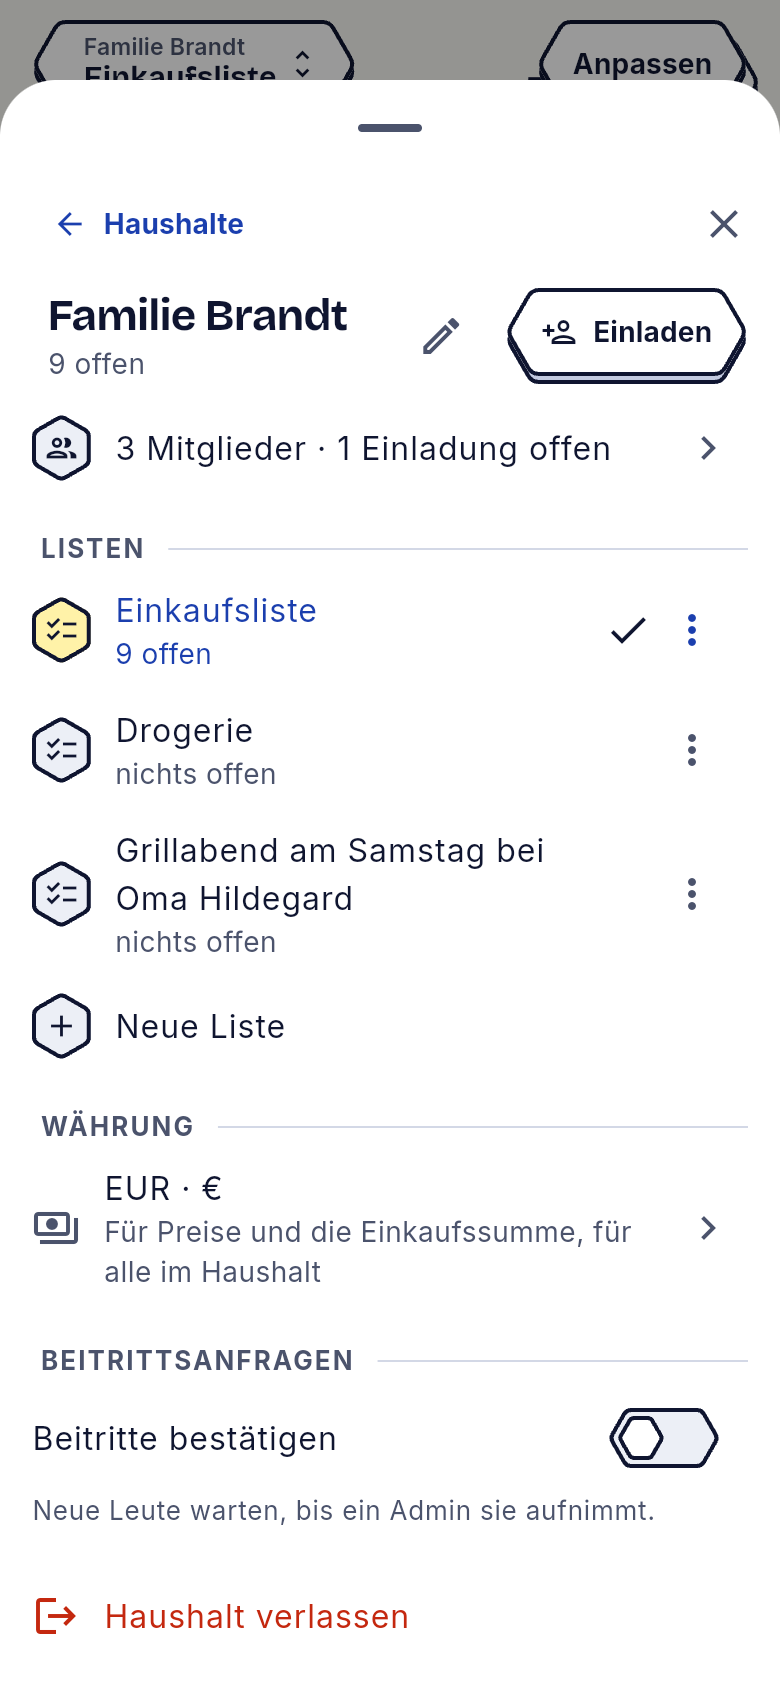 Familie Brandt
Einkaufsliste
Anpassen
Haushalte
Familie Brandt
9 offen
Einladen
3 Mitglieder · 1 Einladung offen
LISTEN
Einkaufsliste
9 offen
Drogerie
nichts offen
Grillabend am Samstag bei
Oma Hildegard
nichts offen
Neue Liste
WÄHRUNG
EUR · €
Für Preise und die Einkaufssumme, für
alle im Haushalt
BEITRITTSANFRAGEN
Beitritte bestätigen
Neue Leute warten, bis ein Admin sie aufnimmt.
Haushalt verlassen